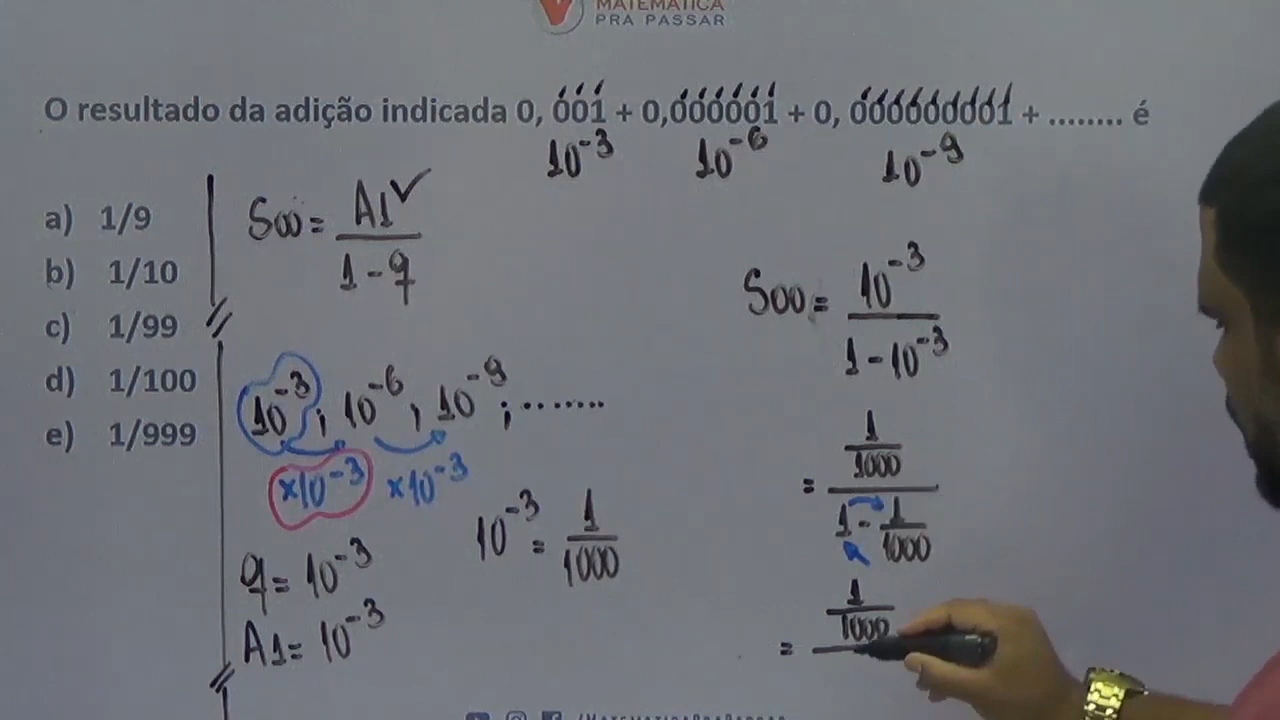 MATEMÁTICA
PRA PASSAR
O resultado da adição indicada 0, 001 + 0,000001 + 0, 000000001 + ........ é
10^-3 10^-6 10^-9
a) 1/9
b) 1/10
c) 1/99
d) 1/100
e) 1/999
S∞ = A1 / 1 - q
10^-3 ; 10^-6 ; 10^-9 ; ........
x10^-3 x10^-3
q = 10^-3
A1 = 10^-3
10^-3 = 1/1000
S∞ = 10^-3 / 1 - 10^-3
= 1/1000 / 1 - 1/1000
= 1/1000